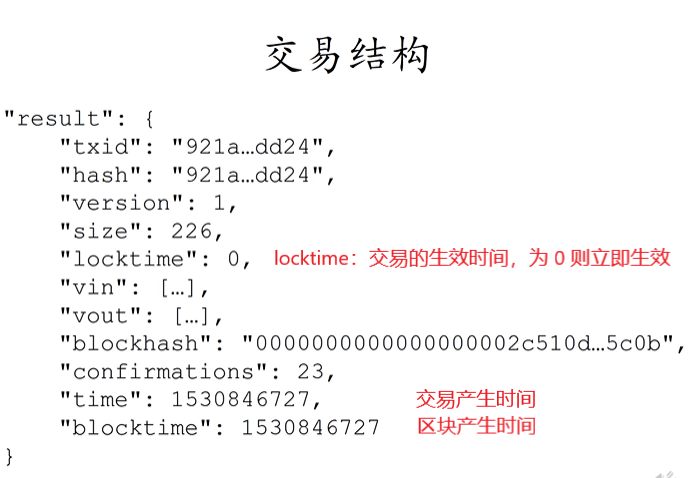 交易结构
"result": {
"txid": "921a…dd24",
"hash": "921a…dd24",
"version": 1,
"size": 226,
"locktime": 0, locktime：交易的生效时间，为 0 则立即生效
"vin": […],
"vout": […],
"blockhash": "0000000000000000002c510d…5c0b",
"confirmations": 23,
"time": 1530846727, 交易产生时间
"blocktime": 1530846727 区块产生时间
}